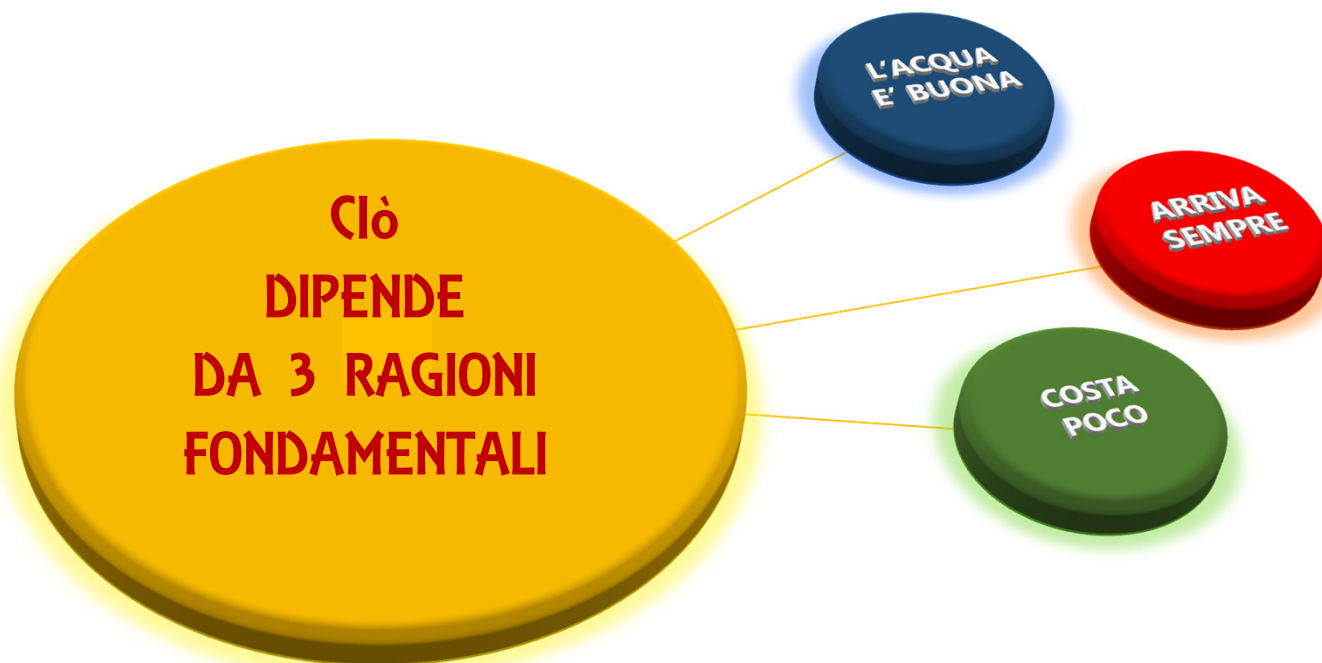 CIò
DIPENDE
DA 3 RAGIONI
FONDAMENTALI
L'ACQUA
E' BUONA
ARRIVA
SEMPRE
COSTA
POCO